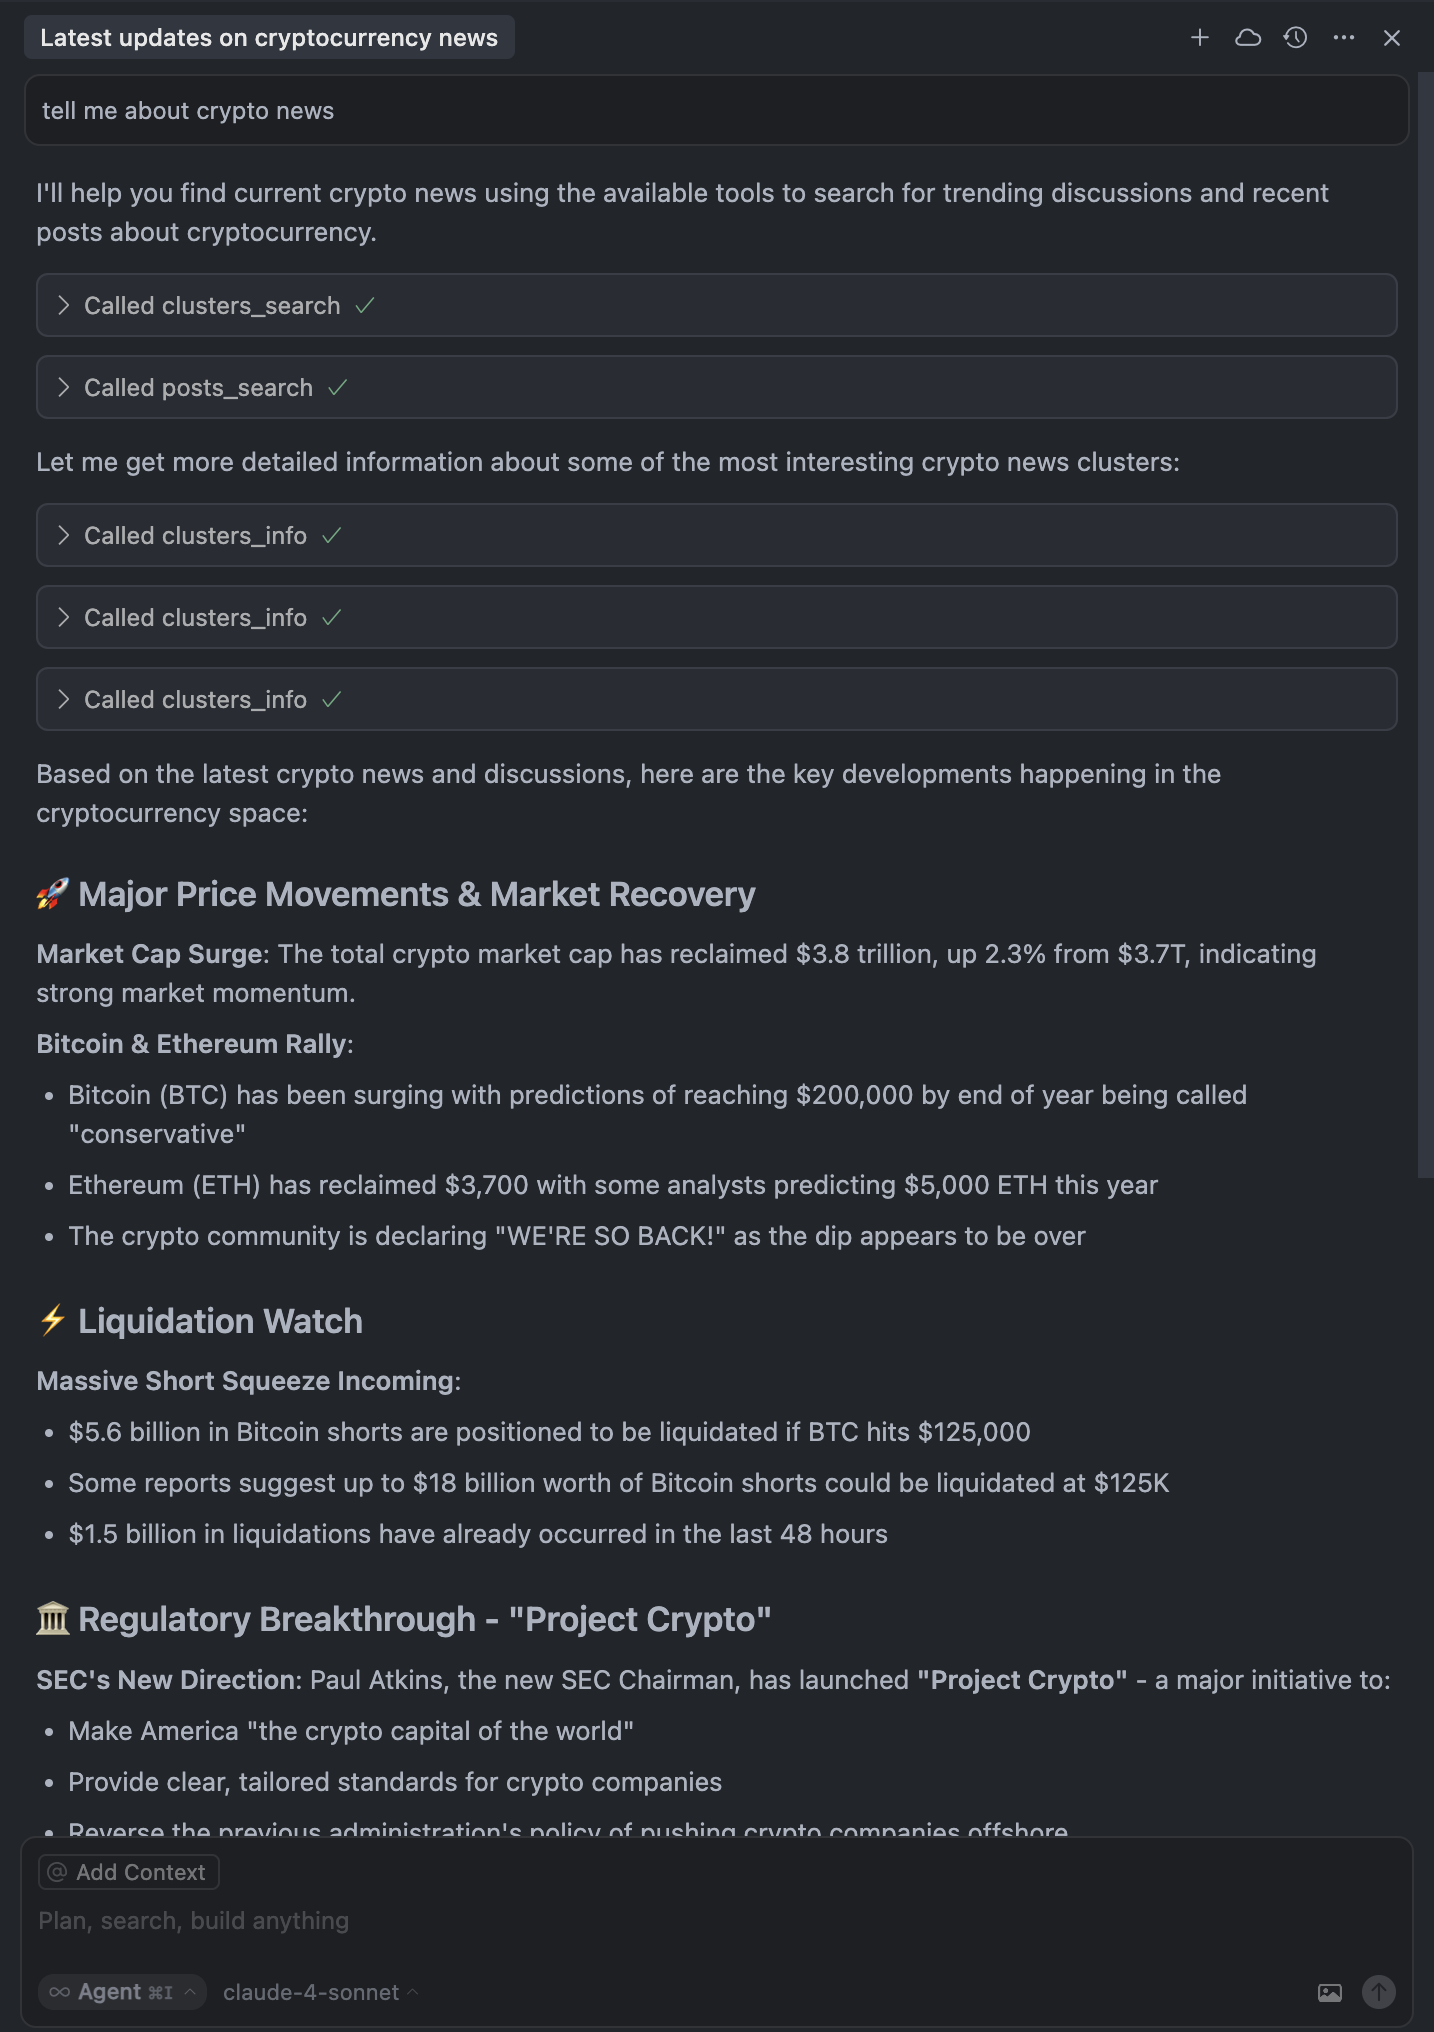 Latest updates on cryptocurrency news
tell me about crypto news
I'll help you find current crypto news using the available tools to search for trending discussions and recent
posts about cryptocurrency.
Called clusters_search ✓
Called posts_search ✓
Let me get more detailed information about some of the most interesting crypto news clusters:
Called clusters_info ✓
Called clusters_info ✓
Called clusters_info ✓
Based on the latest crypto news and discussions, here are the key developments happening in the
cryptocurrency space:
🚀 Major Price Movements & Market Recovery
Market Cap Surge: The total crypto market cap has reclaimed $3.8 trillion, up 2.3% from $3.7T, indicating
strong market momentum.
Bitcoin & Ethereum Rally:
• Bitcoin (BTC) has been surging with predictions of reaching $200,000 by end of year being called
"conservative"
• Ethereum (ETH) has reclaimed $3,700 with some analysts predicting $5,000 ETH this year
• The crypto community is declaring "WE'RE SO BACK!" as the dip appears to be over
⚡ Liquidation Watch
Massive Short Squeeze Incoming:
• $5.6 billion in Bitcoin shorts are positioned to be liquidated if BTC hits $125,000
• Some reports suggest up to $18 billion worth of Bitcoin shorts could be liquidated at $125K
• $1.5 billion in liquidations have already occurred in the last 48 hours
🏛️ Regulatory Breakthrough - "Project Crypto"
SEC's New Direction: Paul Atkins, the new SEC Chairman, has launched "Project Crypto" - a major initiative to:
• Make America "the crypto capital of the world"
• Provide clear, tailored standards for crypto companies
• Reverse the previous administration's policy of pushing crypto companies offshore
@ Add Context
Plan, search, build anything
∞ Agent ⌘I claude-4-sonnet